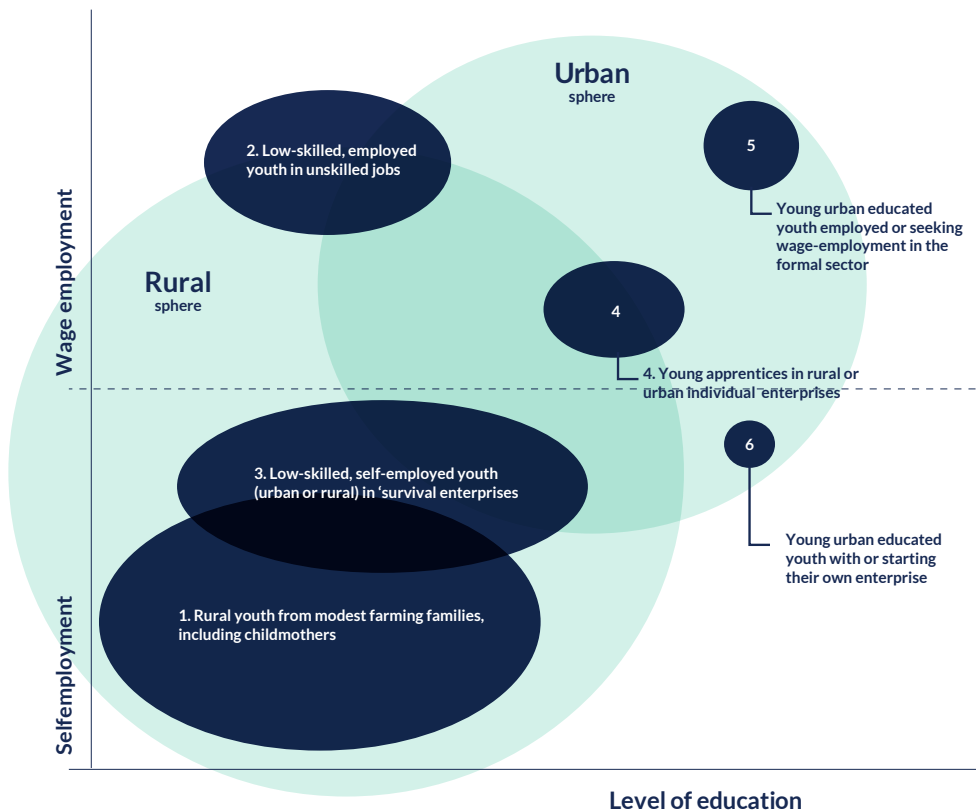 Urban
sphere
2. Low-skilled, employed
youth in unskilled jobs
5
Young urban educated
youth employed or seeking
wage-employment in the
formal sector
Wage employment
Rural
sphere
4
4. Young apprentices in rural or
urban individual enterprises
6
3. Low-skilled, self-employed youth
(urban or rural) in ‘survival enterprises
Young urban educated
youth with or starting
their own enterprise
1. Rural youth from modest farming families,
including childmothers
Selfemployment
Level of education